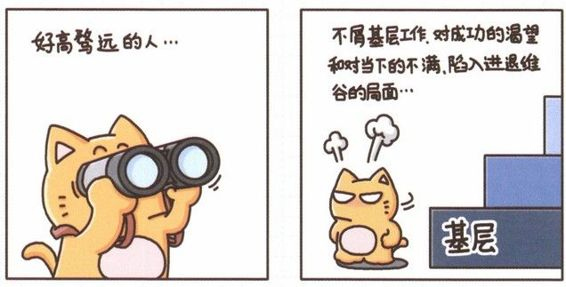 好高骛远的人…
不屑基层工作、对成功的渴望
和对当下的不满，陷入进退维
谷的局面…
基层